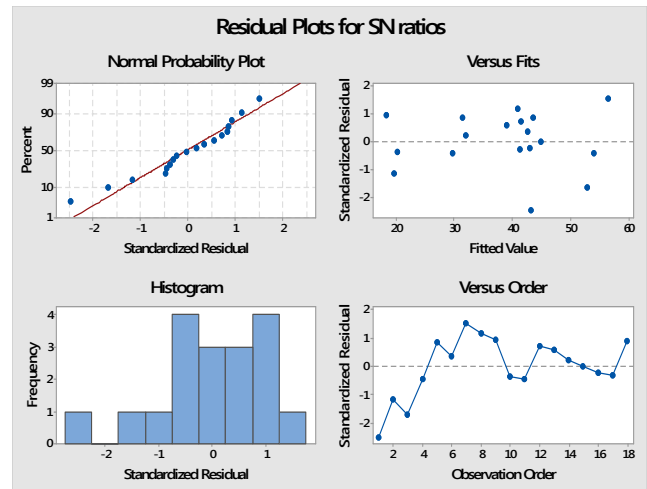 Residual Plots for SN ratios
Normal Probability Plot
Percent
99
90
50
10
1
-2 -1 0 1 2
Standardized Residual
Versus Fits
Standardized Residual
2
1
0
-1
-2
20 30 40 50 60
Fitted Value
Histogram
Frequency
4
3
2
1
0
-2 -1 0 1
Standardized Residual
Versus Order
Standardized Residual
2
1
0
-1
-2
2 4 6 8 10 12 14 16 18
Observation Order